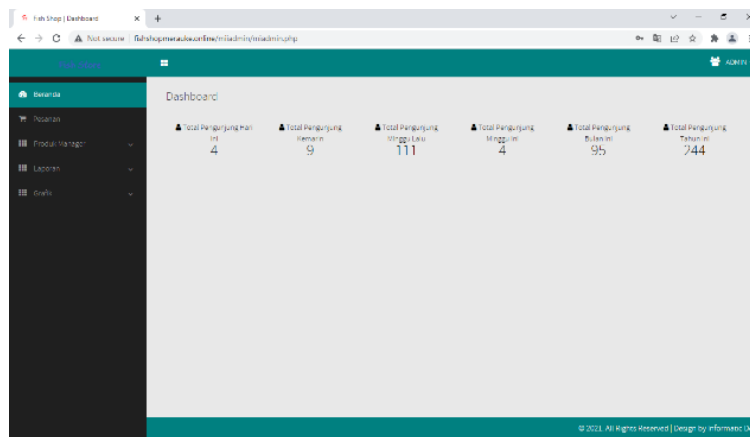 Fish Shop | Dashboard
Not secure | fishshopmerauke.online/miiadmin/miadmin.php
ADMIN
Beranda
Pesanan
Produk Manager
Laporan
Grafik
Dashboard
Total Pengunjung Hari
Ini
4
Total Pengunjung
Kemarin
9
Total Pengunjung
Minggu Lalu
111
Total Pengunjung
Minggu Ini
4
Total Pengunjung
Bulan Ini
95
Total Pengunjung
Tahun Ini
244
© 2021. All Rights Reserved | Design by Informatic